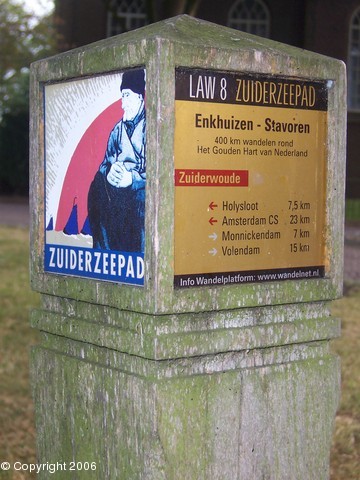 ZUIDERZEEPAD
LAW 8 ZUIDERZEEPAD
Enkhuizen - Stavoren
400 km wandelen rond
Het Gouden Hart van Nederland
Zuiderwoude
← Holysloot 7,5 km
← Amsterdam CS 23 km
→ Monnickendam 7 km
→ Volendam 15 km
Info Wandelplatform: www.wandelnet.nl
© Copyright 2006